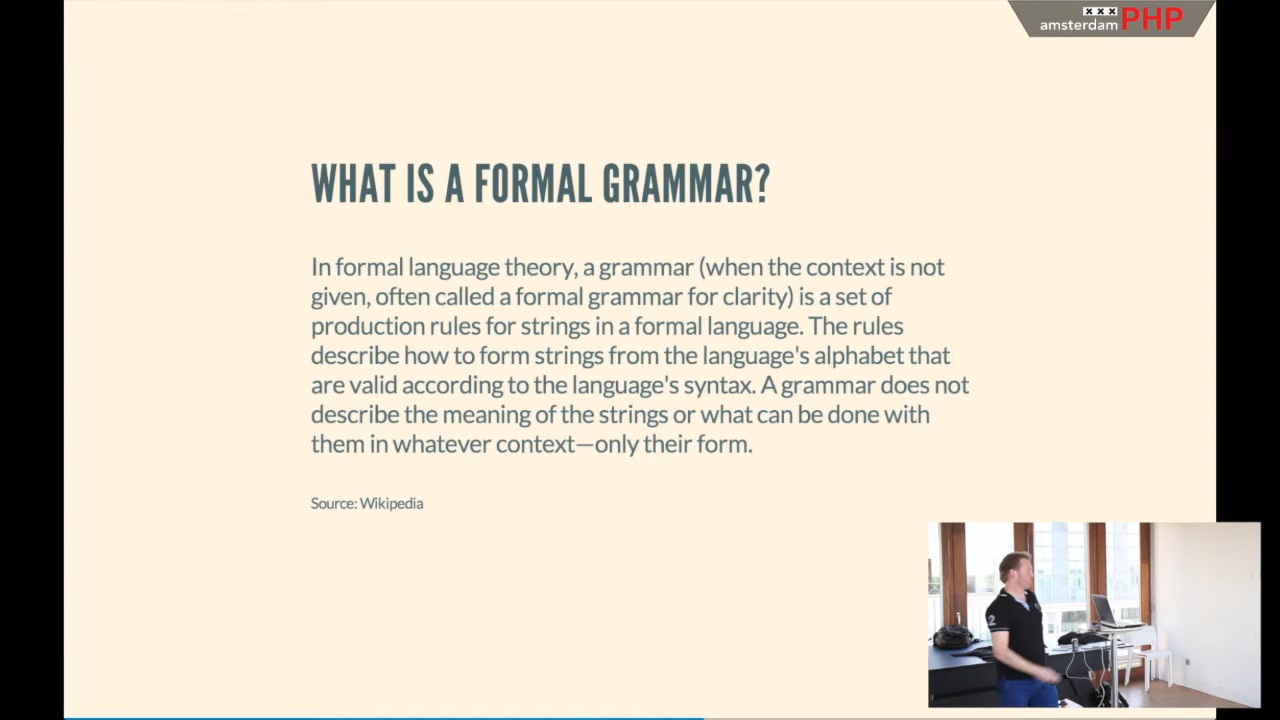 XXX
amsterdam PHP
WHAT IS A FORMAL GRAMMAR?
In formal language theory, a grammar (when the context is not
given, often called a formal grammar for clarity) is a set of
production rules for strings in a formal language. The rules
describe how to form strings from the language's alphabet that
are valid according to the language's syntax. A grammar does not
describe the meaning of the strings or what can be done with
them in whatever context—only their form.
Source: Wikipedia
2